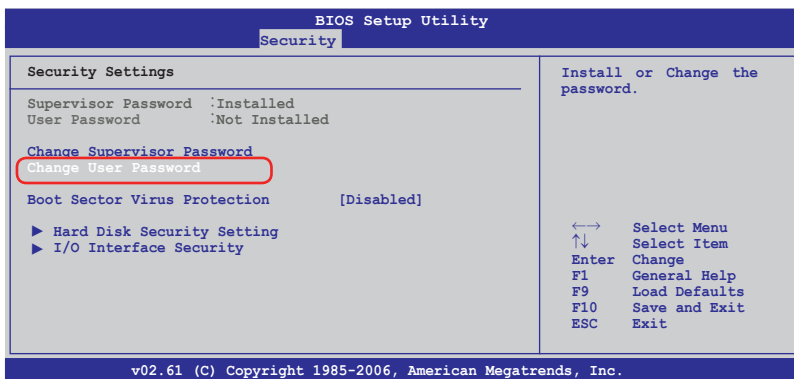 BIOS Setup Utility
Security
Security Settings
Supervisor Password :Installed
User Password :Not Installed
Change Supervisor Password
Change User Password
Boot Sector Virus Protection [Disabled]
▶ Hard Disk Security Setting
▶ I/O Interface Security
Install or Change the
password.
←→ Select Menu
↑↓ Select Item
Enter Change
F1 General Help
F9 Load Defaults
F10 Save and Exit
ESC Exit
v02.61 (C) Copyright 1985-2006, American Megatrends, Inc.